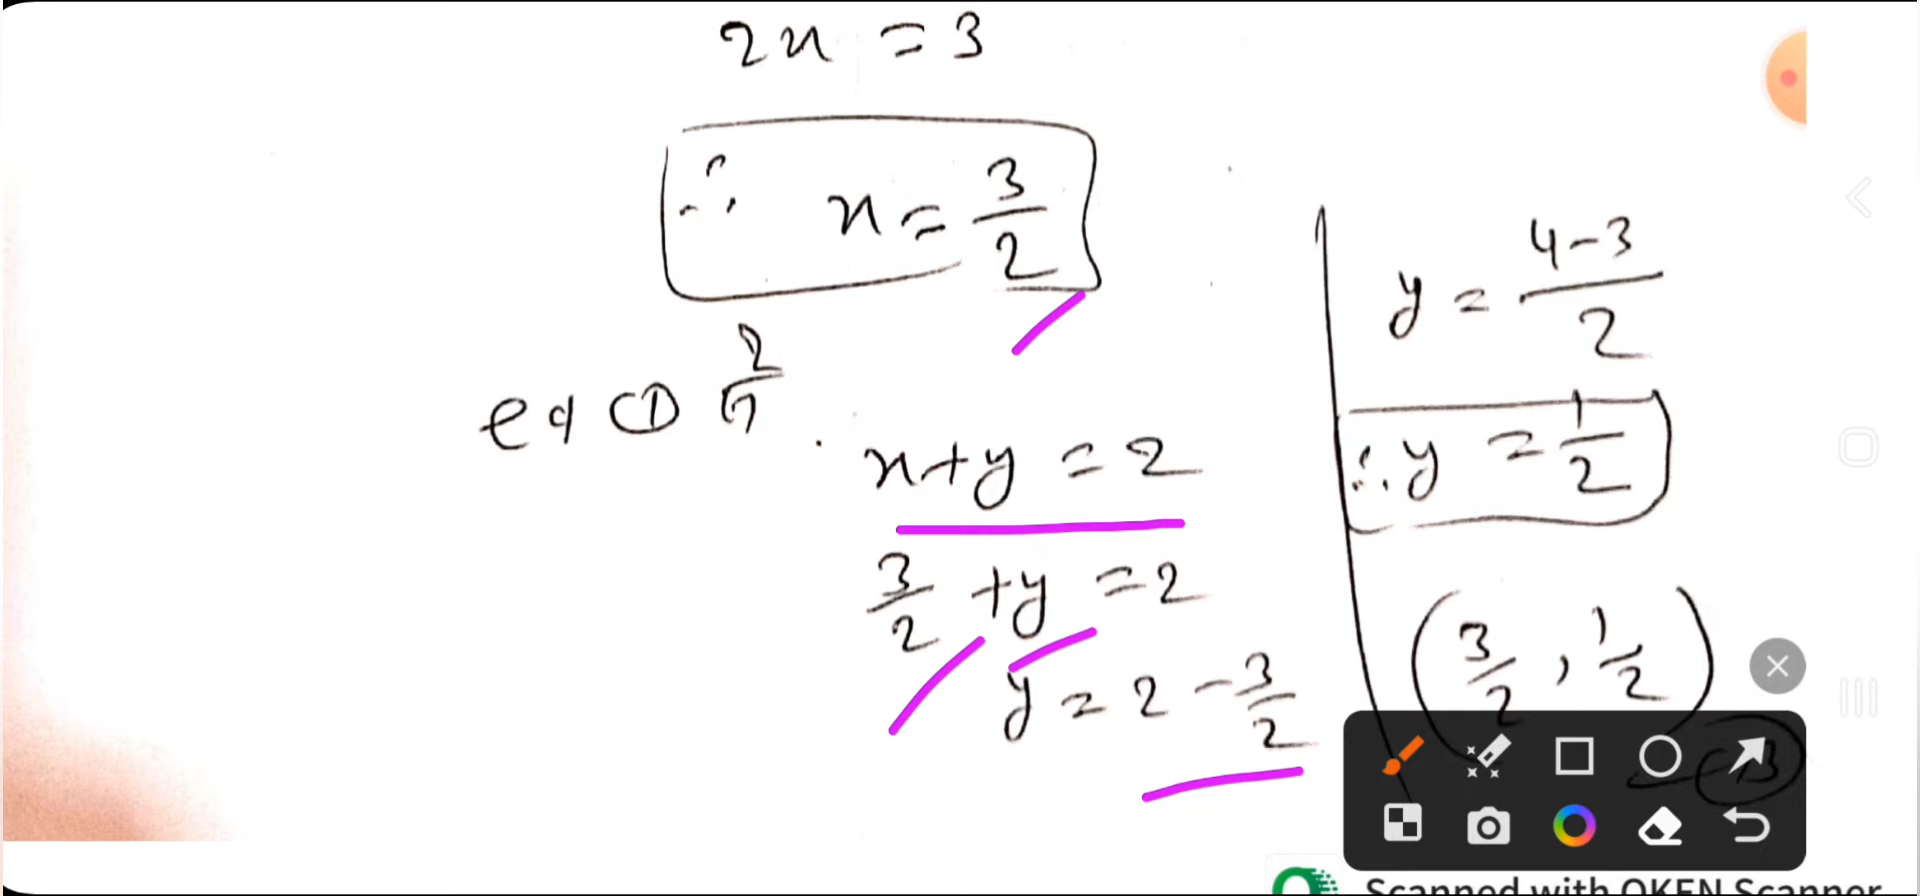 2x = 3
∴ x = 3/2
eq ①
x+y = 2
3/2 + y = 2
y = 2 - 3/2
y = 4-3/2
∴ y = 1/2
(3/2, 1/2)
Scanned with OKEN Scanner